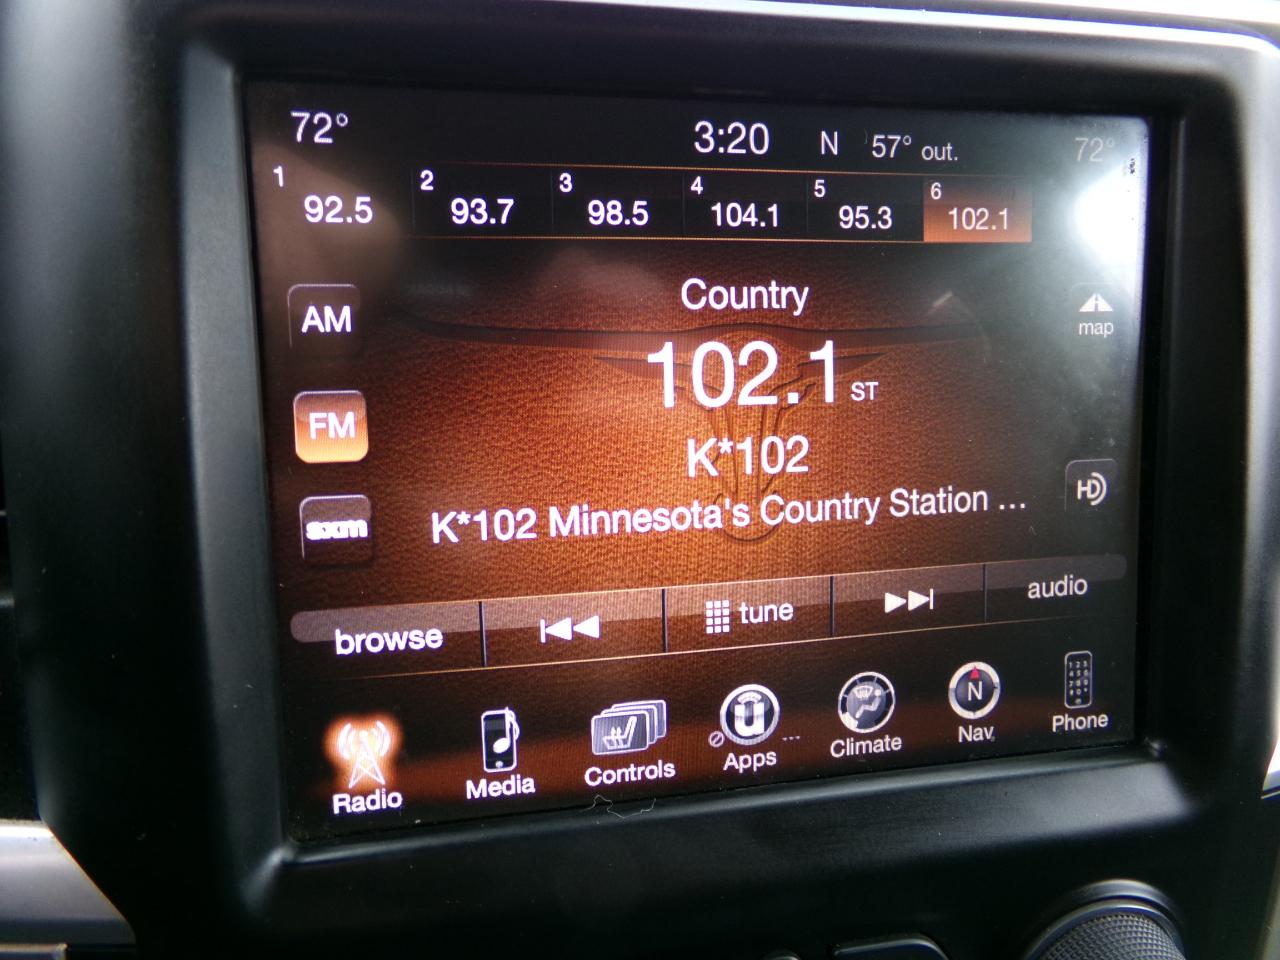 72° 3:20 N 57° out. 72°
1 92.5 2 93.7 3 98.5 4 104.1 5 95.3 6 102.1
Country
AM
map
102.1 ST
FM
K*102
HD
sxm
K*102 Minnesota's Country Station ...
browse tune audio
Radio Media Controls Apps ... Climate Nav Phone
u
N